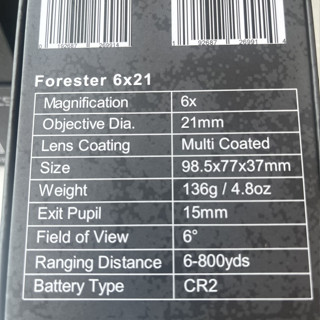 Forester 6x21
Magnification 6x
Objective Dia. 21mm
Lens Coating Multi Coated
Size 98.5x77x37mm
Weight 136g / 4.8oz
Exit Pupil 15mm
Field of View 6°
Ranging Distance 6-800yds
Battery Type CR2